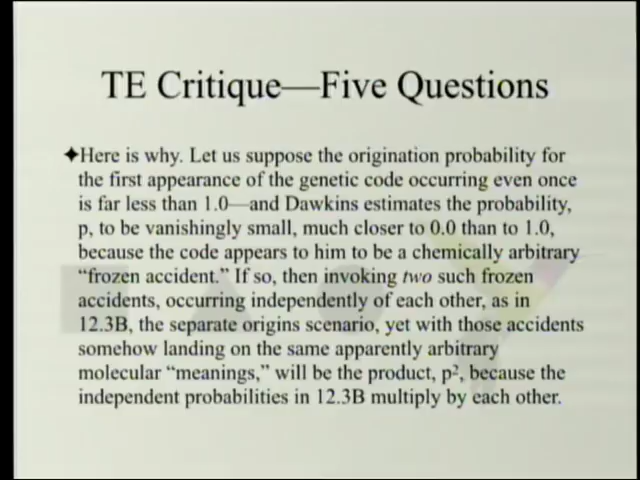 TE Critique—Five Questions
Here is why. Let us suppose the origination probability for
the first appearance of the genetic code occurring even once
is far less than 1.0—and Dawkins estimates the probability,
p, to be vanishingly small, much closer to 0.0 than to 1.0,
because the code appears to him to be a chemically arbitrary
“frozen accident.” If so, then invoking two such frozen
accidents, occurring independently of each other, as in
12.3B, the separate origins scenario, yet with those accidents
somehow landing on the same apparently arbitrary
molecular “meanings,” will be the product, p², because the
independent probabilities in 12.3B multiply by each other.